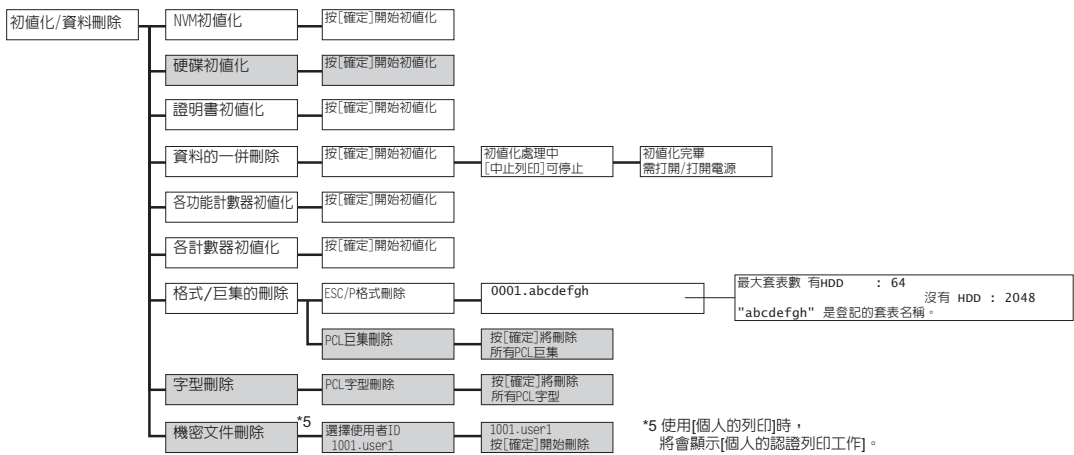 初值化/資料刪除
NVM初值化
按[確定]開始初值化
硬碟初值化
按[確定]開始初值化
證明書初值化
按[確定]開始初值化
資料的一併刪除
按[確定]開始初值化
初值化處理中
[中止列印]可停止
初值化完畢
需打開/打開電源
各功能計數器初值化
按[確定]開始初值化
各計數器初值化
按[確定]開始初值化
格式/巨集的刪除
ESC/P格式刪除
0001.abcdefgh
最大套表數 有HDD : 64
沒有 HDD : 2048
"abcdefgh" 是登記的套表名稱。
PCL巨集刪除
按[確定]將刪除
所有PCL巨集
字型刪除
PCL字型刪除
按[確定]將刪除
所有PCL字型
機密文件刪除
*5
選擇使用者ID
1001.user1
1001.user1
按[確定]開始刪除
*5 使用[個人的列印]時，
將會顯示[個人的認證列印工作]。